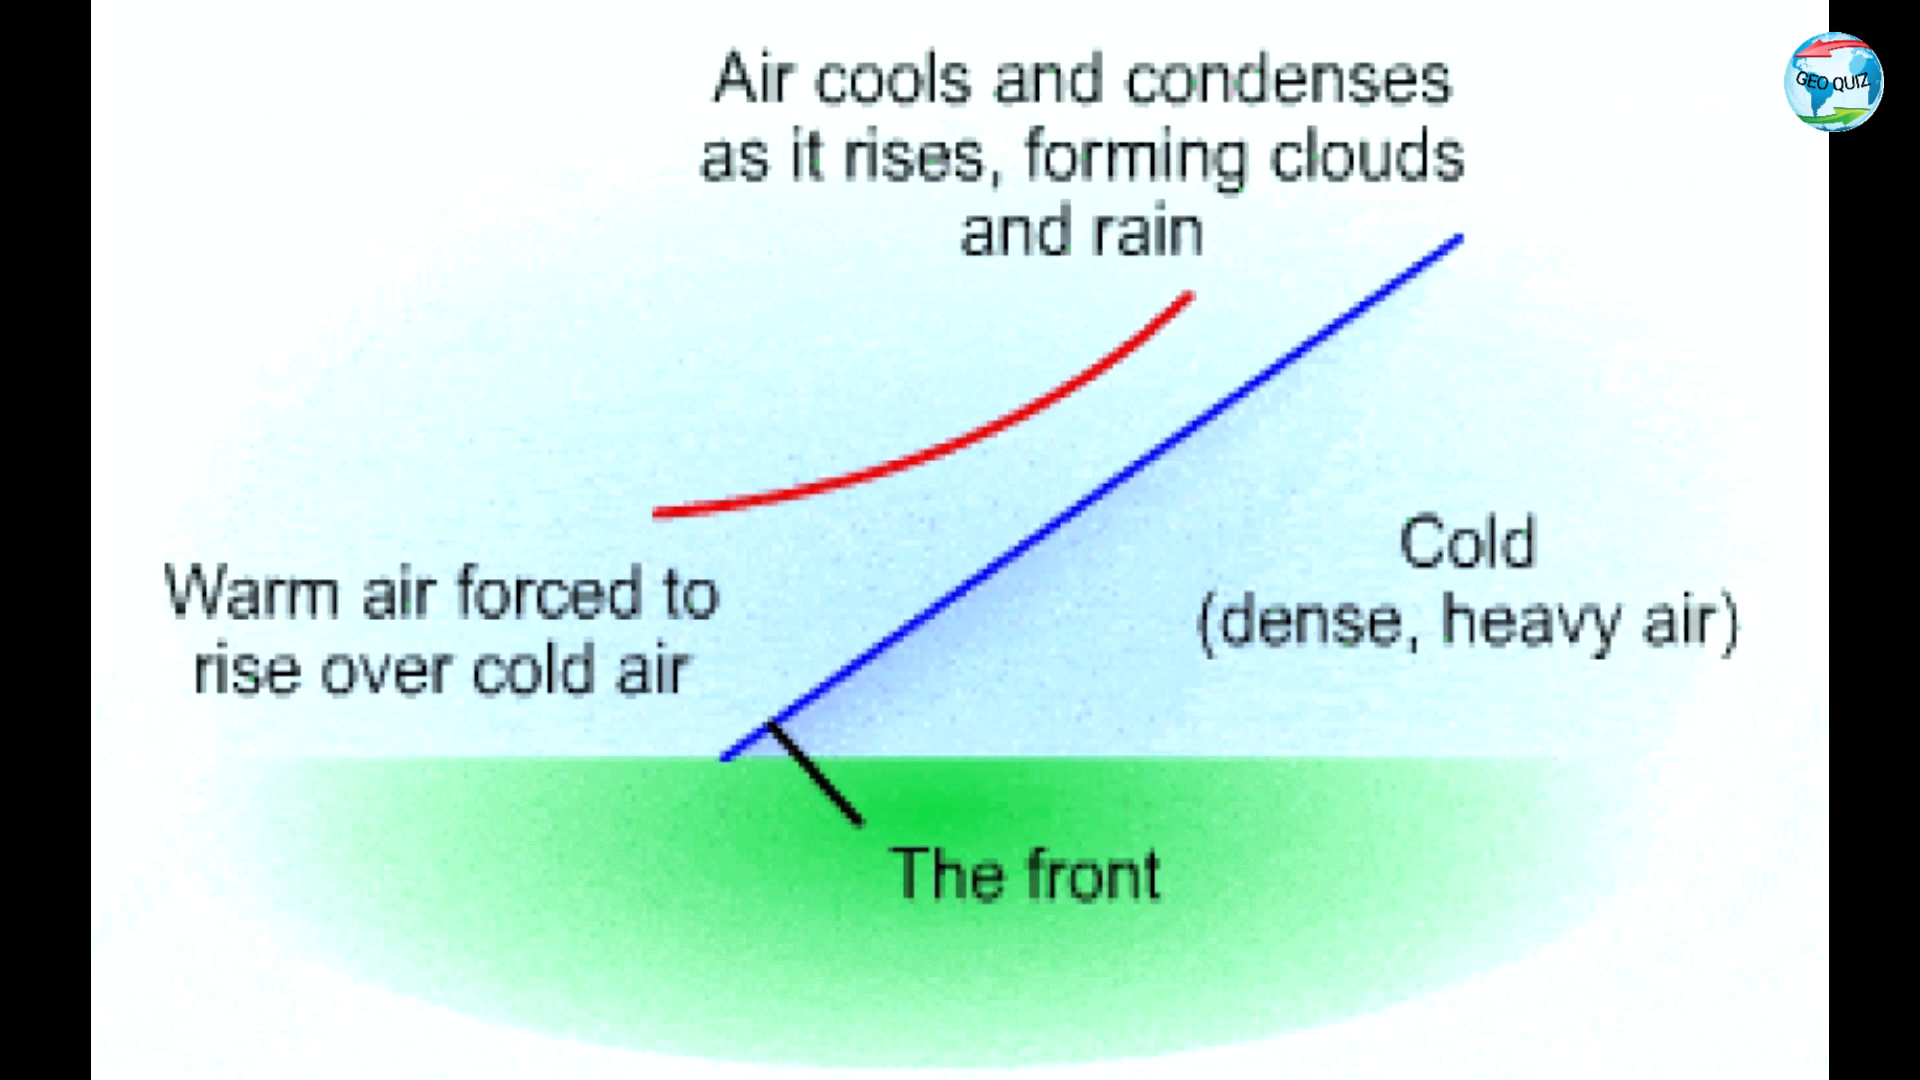 Air cools and condenses
as it rises, forming clouds
and rain
GEO QUIZ
Warm air forced to
rise over cold air
Cold
(dense, heavy air)
The front